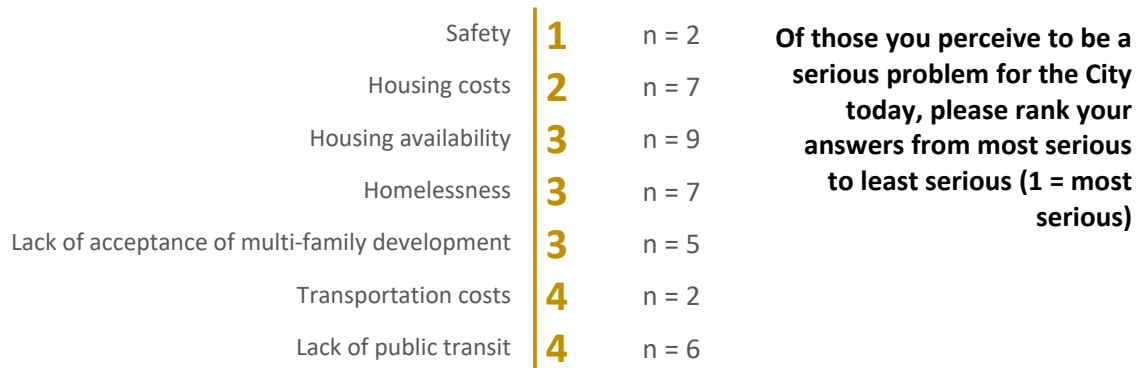 Safety 1 n = 2
Housing costs 2 n = 7
Housing availability 3 n = 9
Homelessness 3 n = 7
Lack of acceptance of multi-family development 3 n = 5
Transportation costs 4 n = 2
Lack of public transit 4 n = 6
Of those you perceive to be a
serious problem for the City
today, please rank your
answers from most serious
to least serious (1 = most
serious)